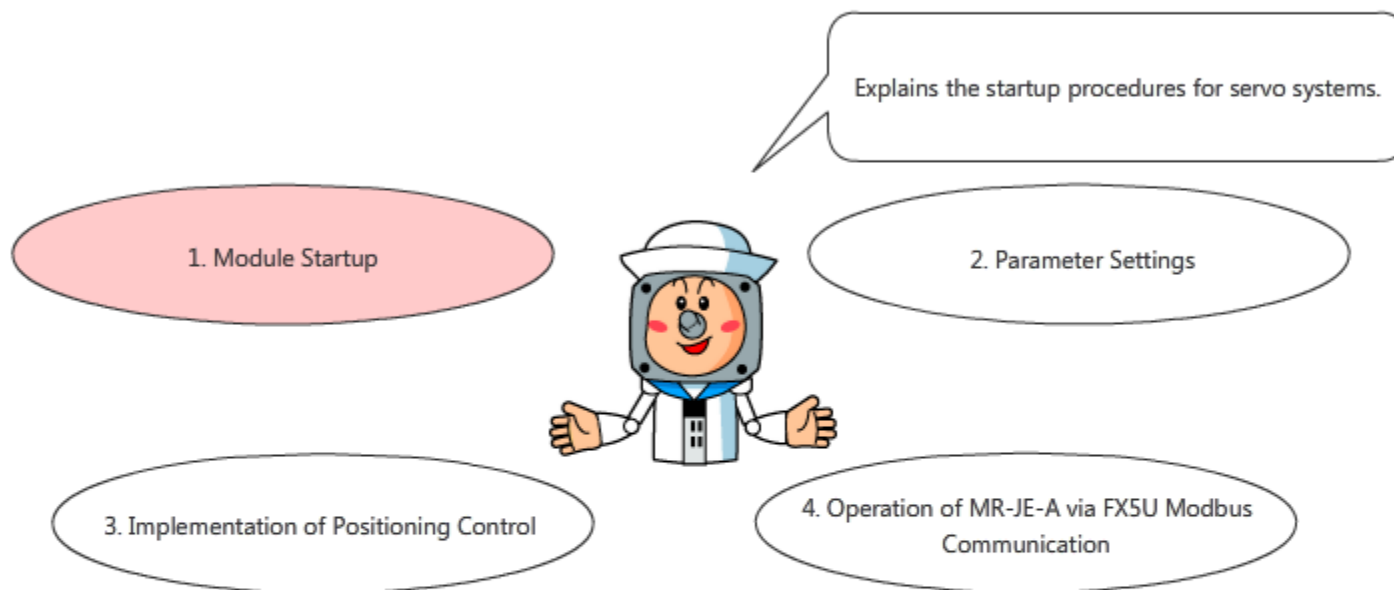 Explains the startup procedures for servo systems.
1. Module Startup
2. Parameter Settings
3. Implementation of Positioning Control
4. Operation of MR-JE-A via FX5U Modbus
Communication